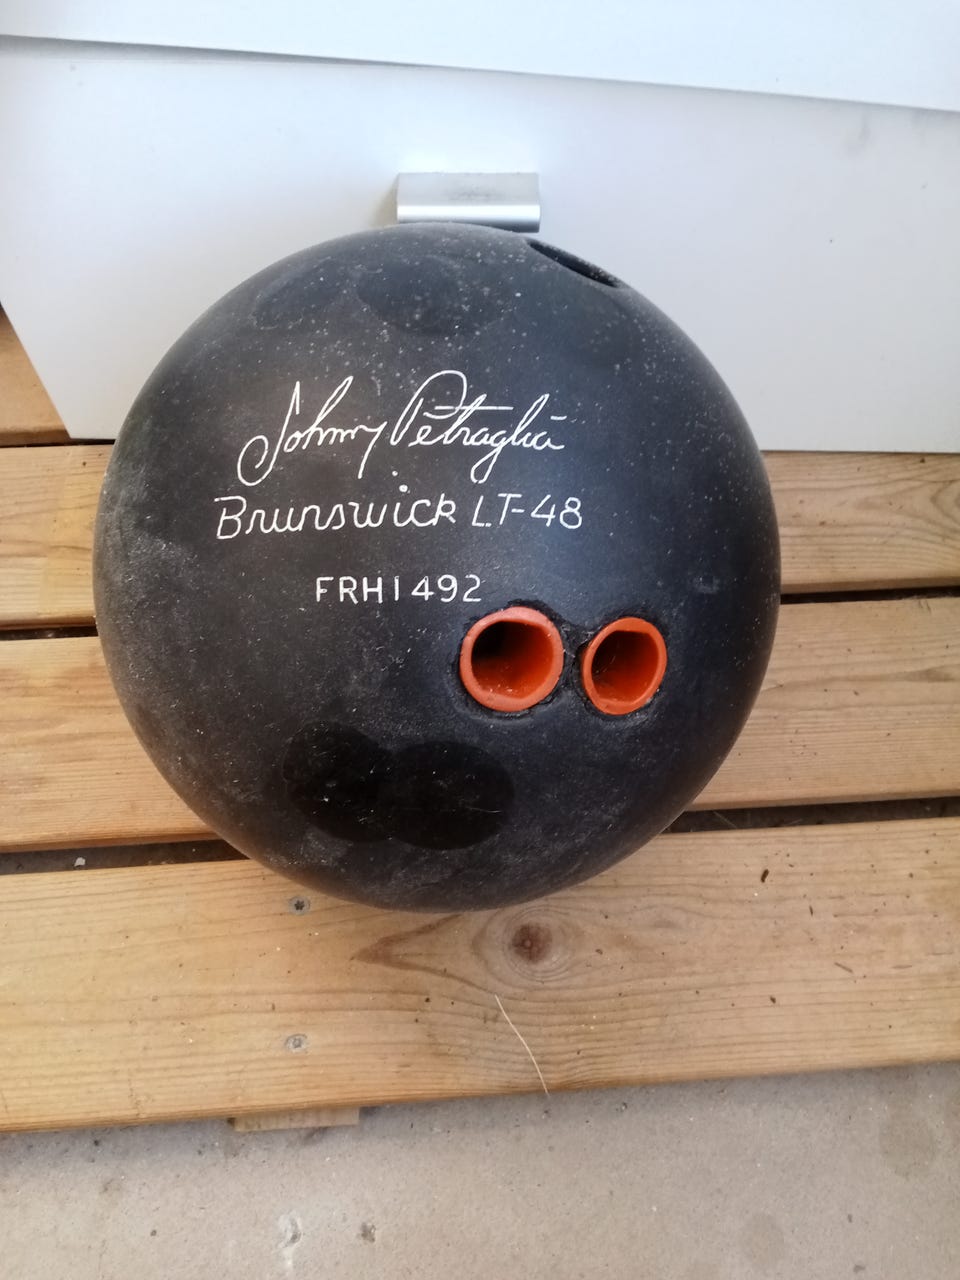 Johnny Petraglia
Brunswick LT-48
FRH1492